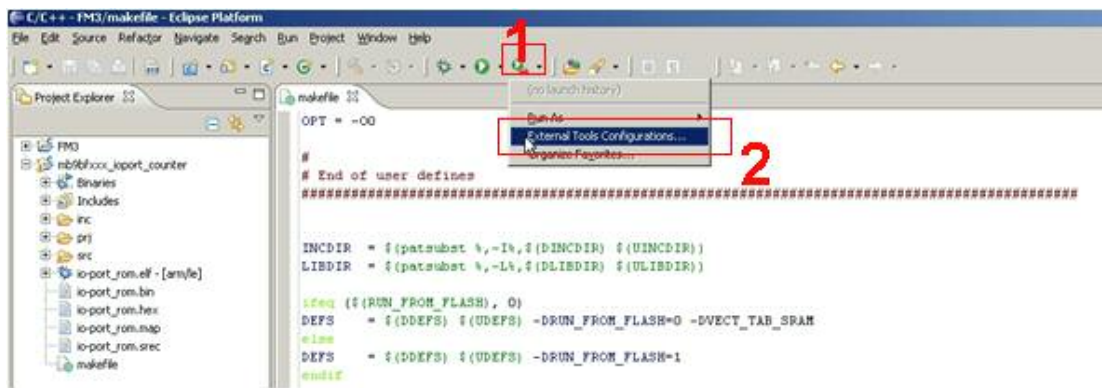 C/C++ - FM3/makefile - Eclipse Platform
File Edit Source Refactor Navigate Search Run Project Window Help
1
Project Explorer
makefile
(no launch history)
Run As
External Tools Configurations...
Organize Favorites...
2
FM3
mb9bfxxx_ioport_counter
Binaries
Includes
inc
prj
src
io-port_rom.elf - [arm/le]
io-port_rom.bin
io-port_rom.hex
io-port_rom.map
io-port_rom.srec
makefile
OPT = -O0
#
# End of user defines
INCDIR = $(patsubst %,-I%,$(DINCDIR) $(UINCDIR))
LIBDIR = $(patsubst %,-L%,$(DLIBDIR) $(ULIBDIR))
ifeq ($(RUN_FROM_FLASH), 0)
DEFS = $(DDEFS) $(UDEFS) -DRUN_FROM_FLASH=0 -DVECT_TAB_SRAM
else
DEFS = $(DDEFS) $(UDEFS) -DRUN_FROM_FLASH=1
endif